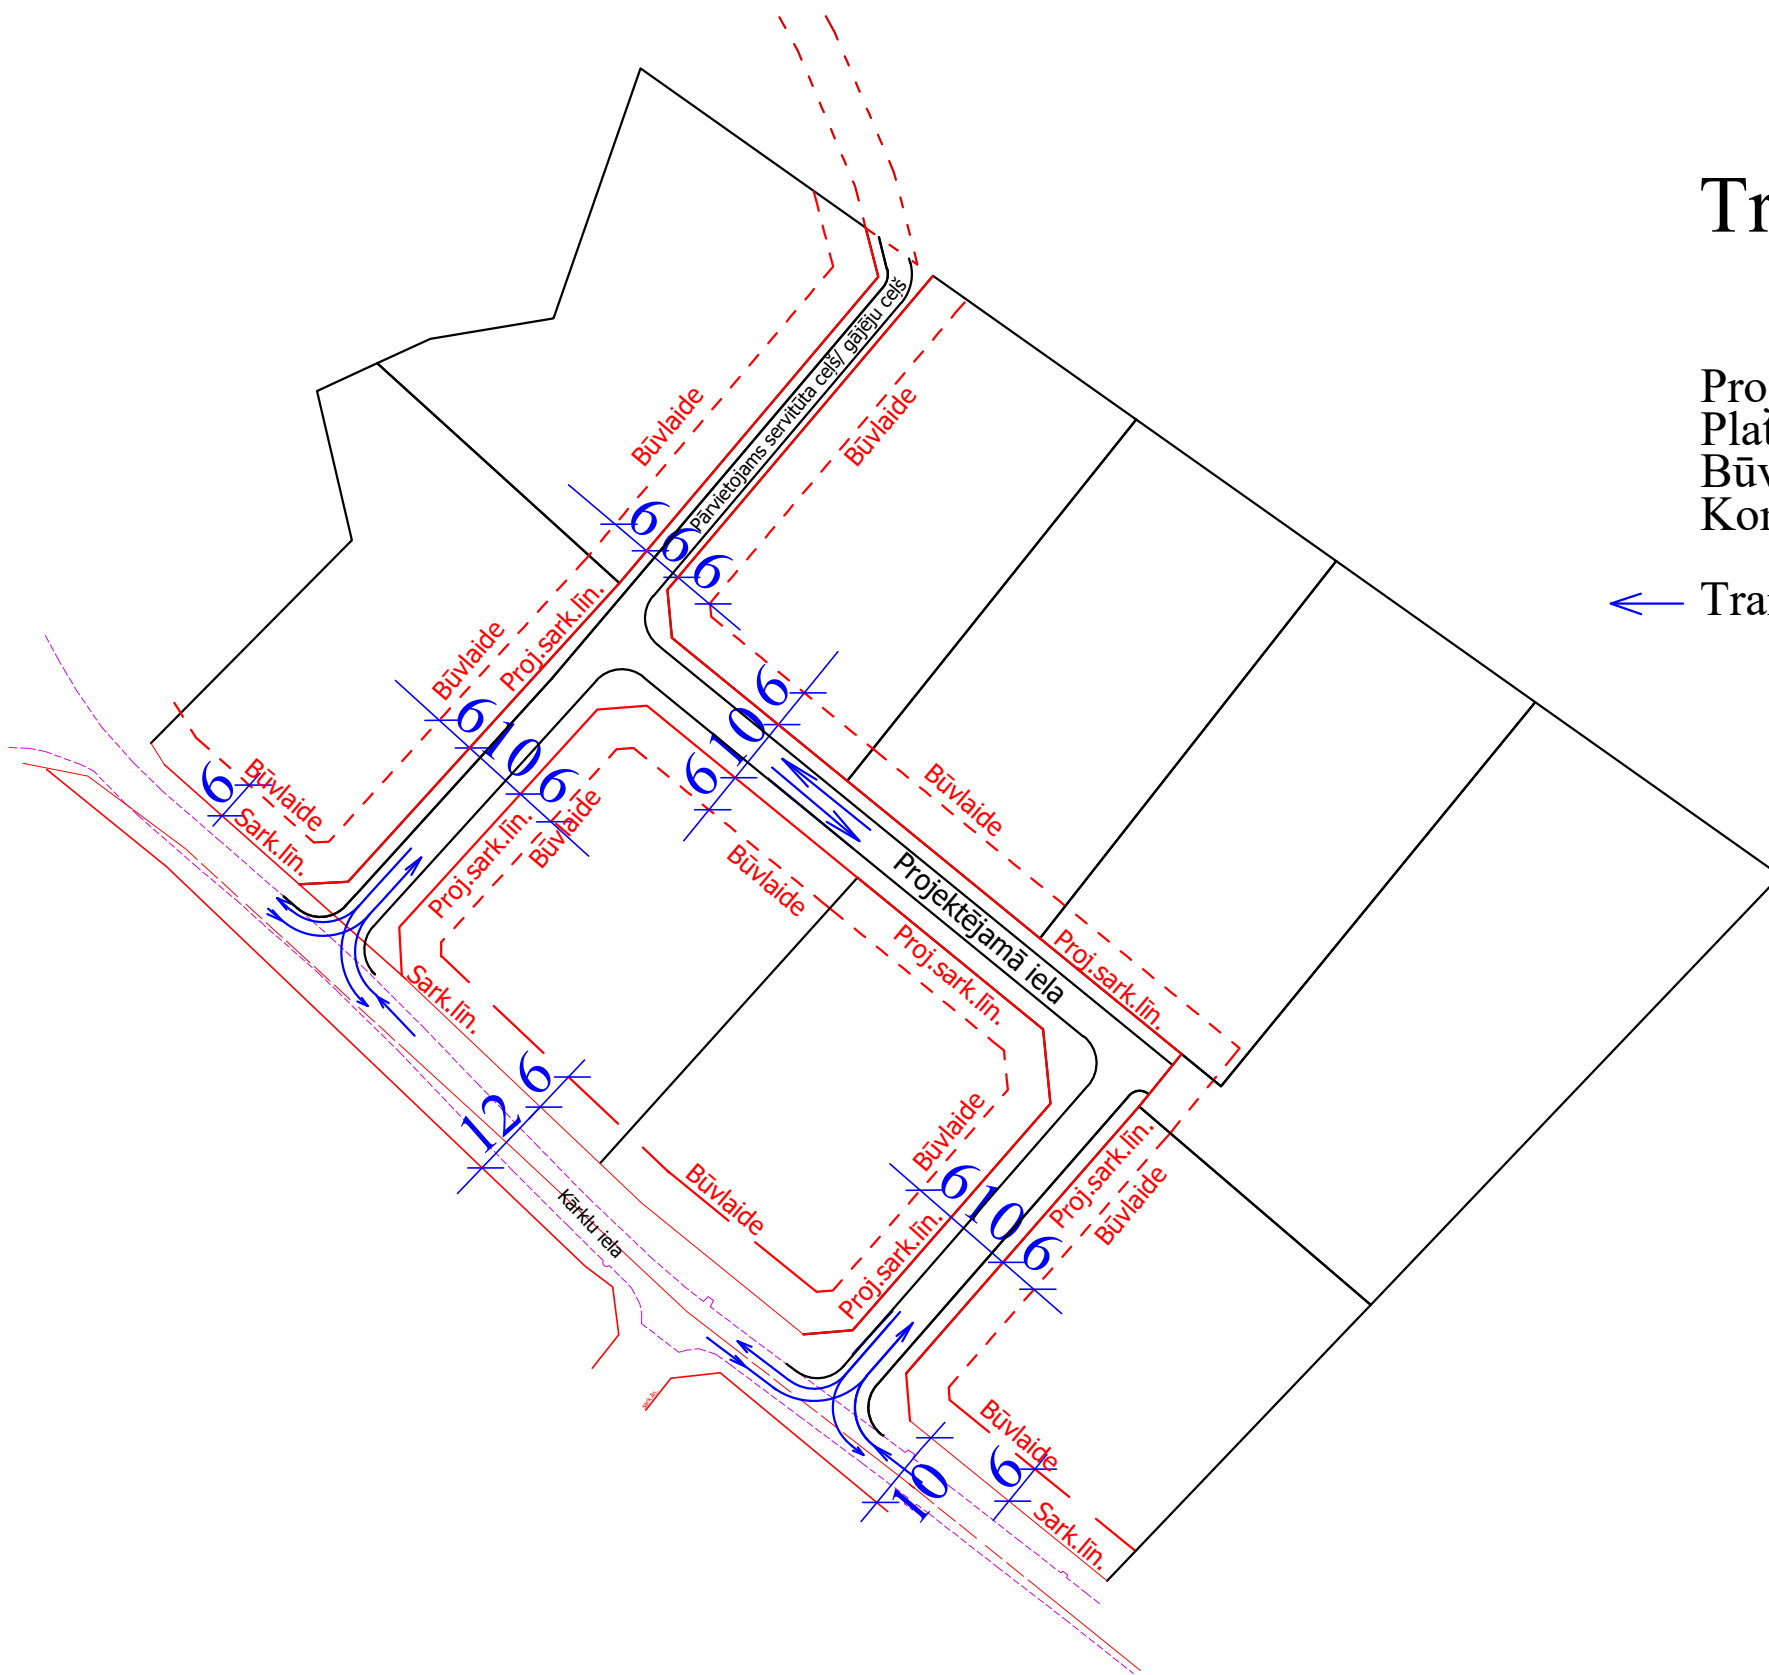 Tr
Pro
Plat
Būv
Kon
Tra
Pārvietojams servitūta ceļš/ gājēju ceļš
Būvlaide
Būvlaide
6
6
6
Proj.sark.līn.
Būvlaide
6
10
6
6
10
6
Būvlaide
6
Sark.līn.
Proj.sark.līn.
Būvlaide
Būvlaide
Būvlaide
Projektējamā iela
Proj.sark.līn.
Proj.sark.līn.
Sark.līn.
6
12
Kārklu iela
Būvlaide
Būvlaide
6
10
6
Proj.sark.līn.
Būvlaide
Proj.sark.līn.
sark.līn.
Būvlaide
6
10
Sark.līn.